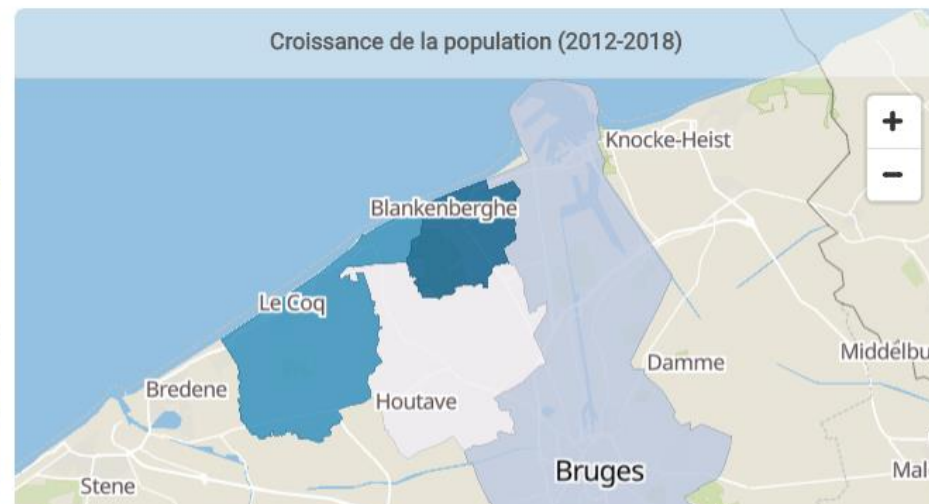 Croissance de la population (2012-2018)
+
Knocke-Heist
−
Blankenberghe
Le Coq
Middelbu
Damme
Bredene
Houtave
Bruges
Mal
Stene